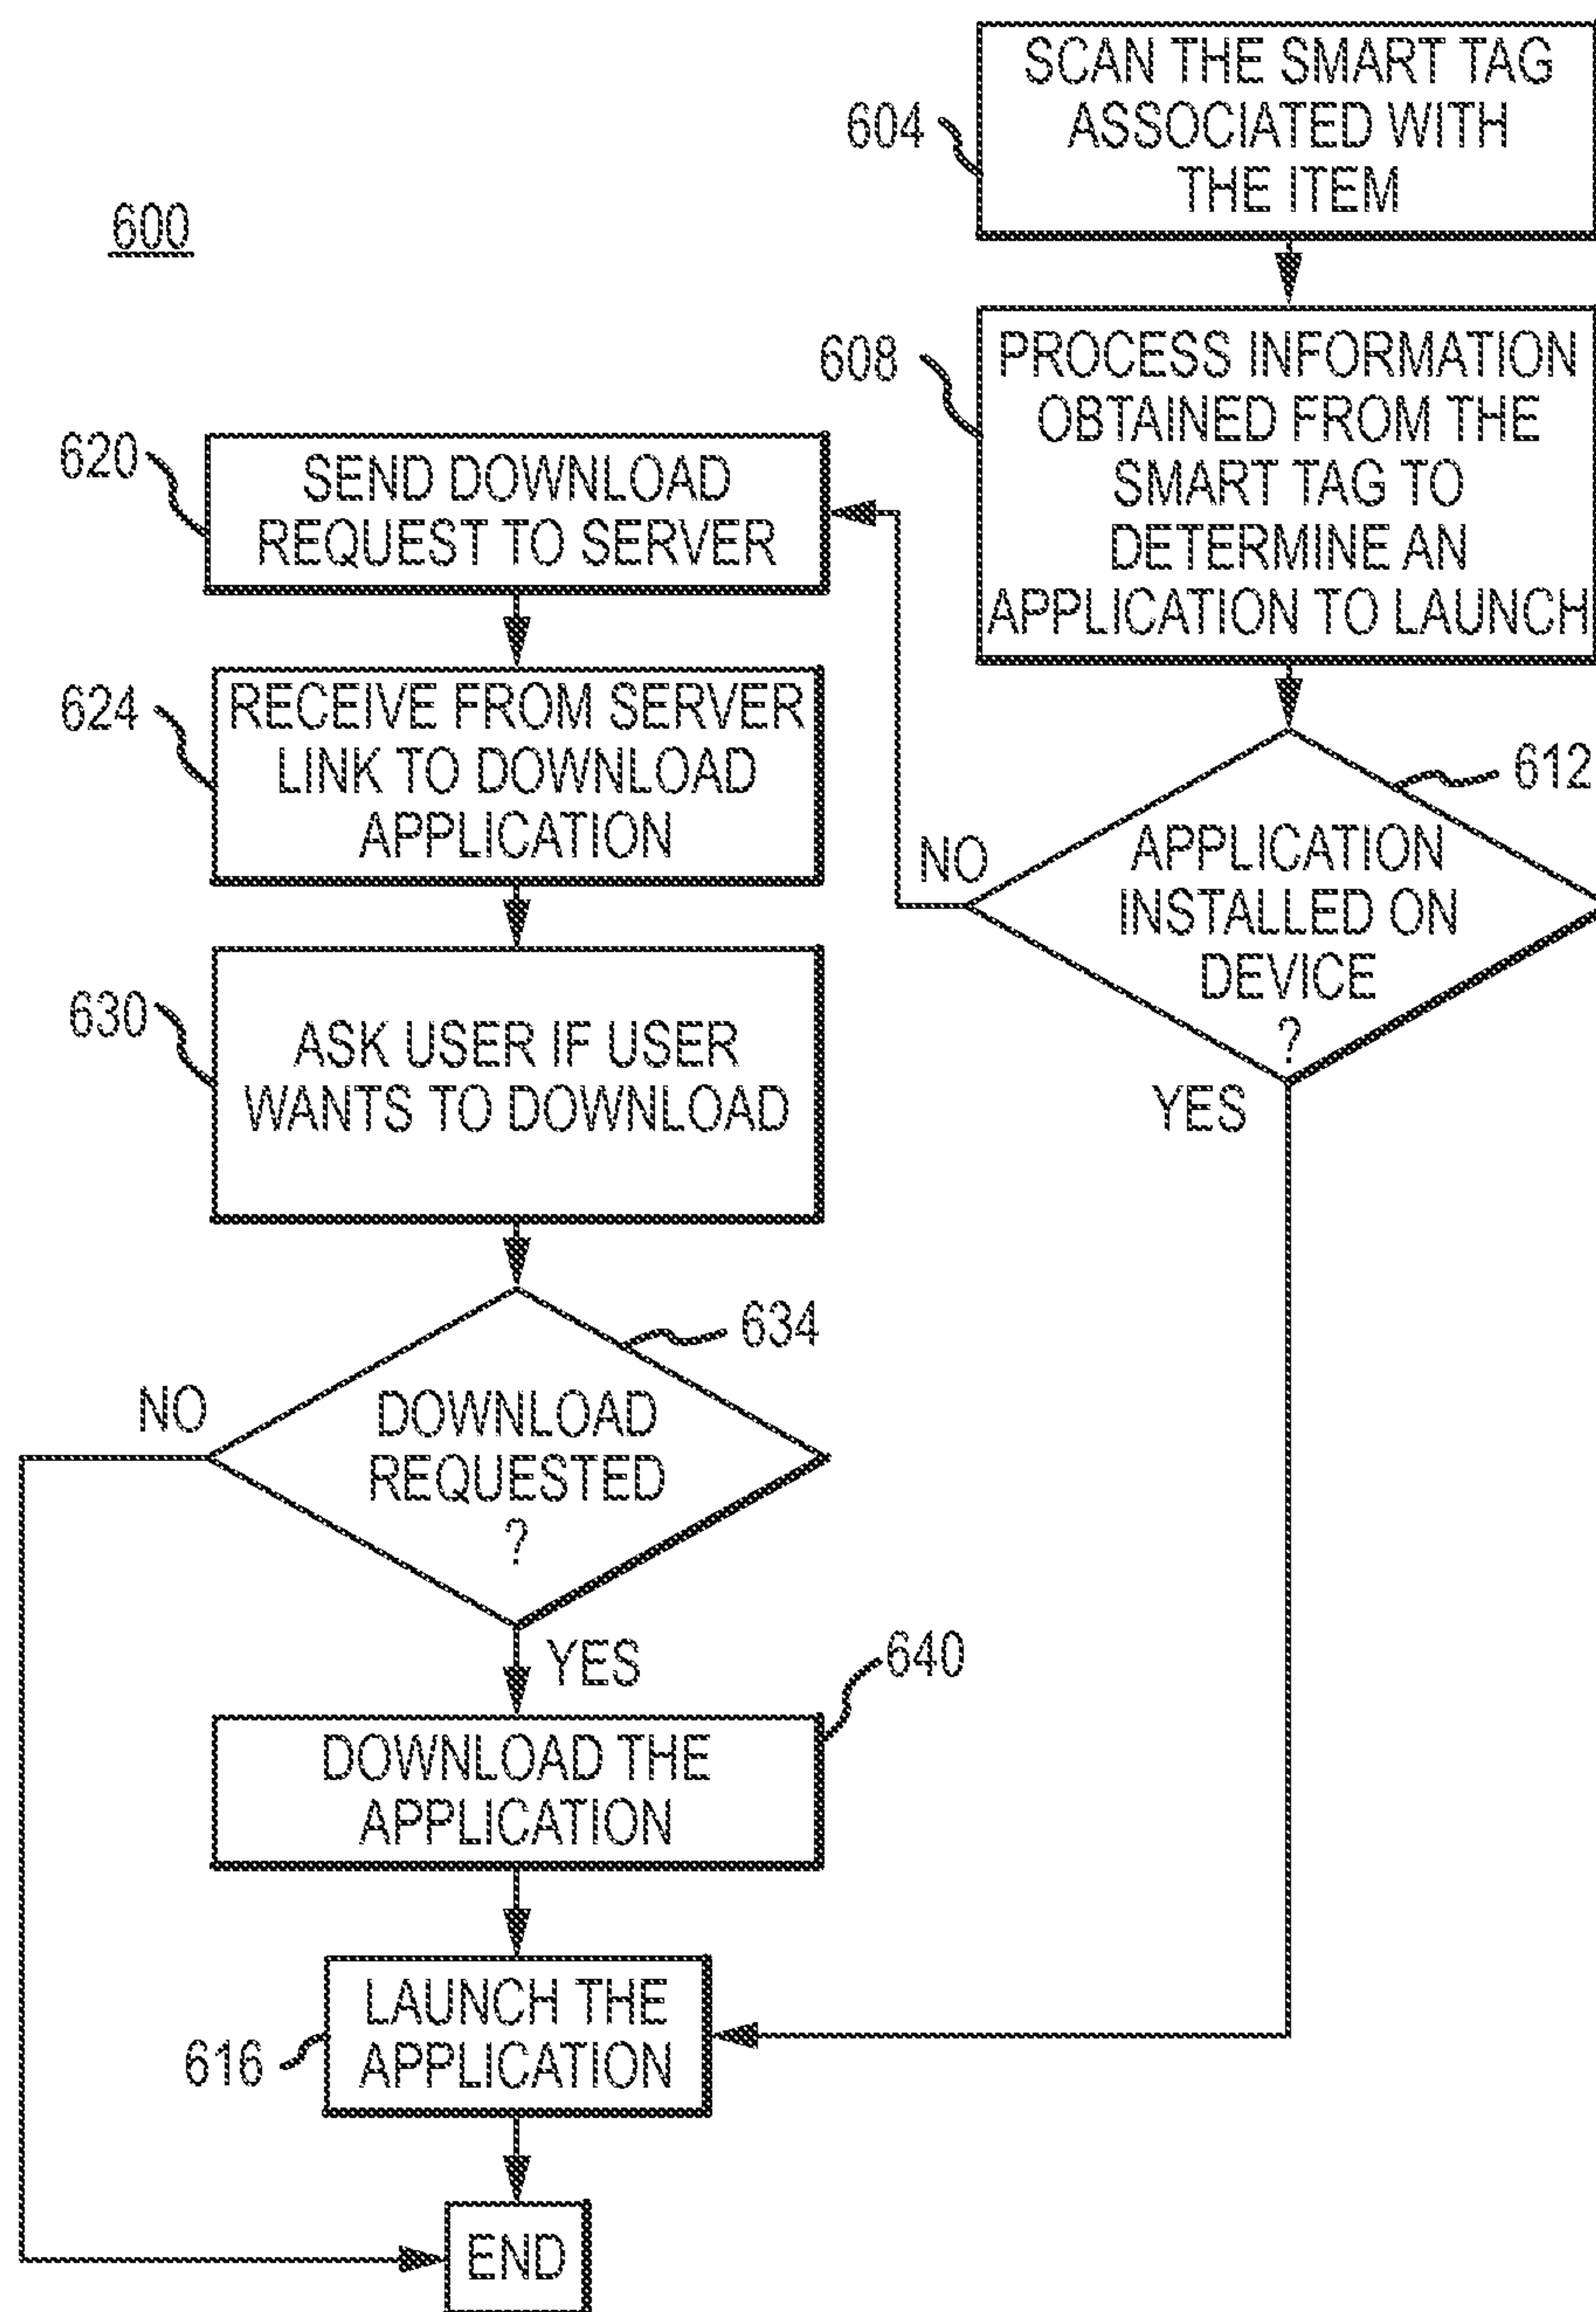 600
604
SCAN THE SMART TAG
ASSOCIATED WITH
THE ITEM
608
PROCESS INFORMATION
OBTAINED FROM THE
SMART TAG TO
DETERMINE AN
APPLICATION TO LAUNCH
612
APPLICATION
INSTALLED ON
DEVICE
?
NO
YES
620
SEND DOWNLOAD
REQUEST TO SERVER
624
RECEIVE FROM SERVER
LINK TO DOWNLOAD
APPLICATION
630
ASK USER IF USER
WANTS TO DOWNLOAD
634
DOWNLOAD
REQUESTED
?
NO
YES
640
DOWNLOAD THE
APPLICATION
616
LAUNCH THE
APPLICATION
END